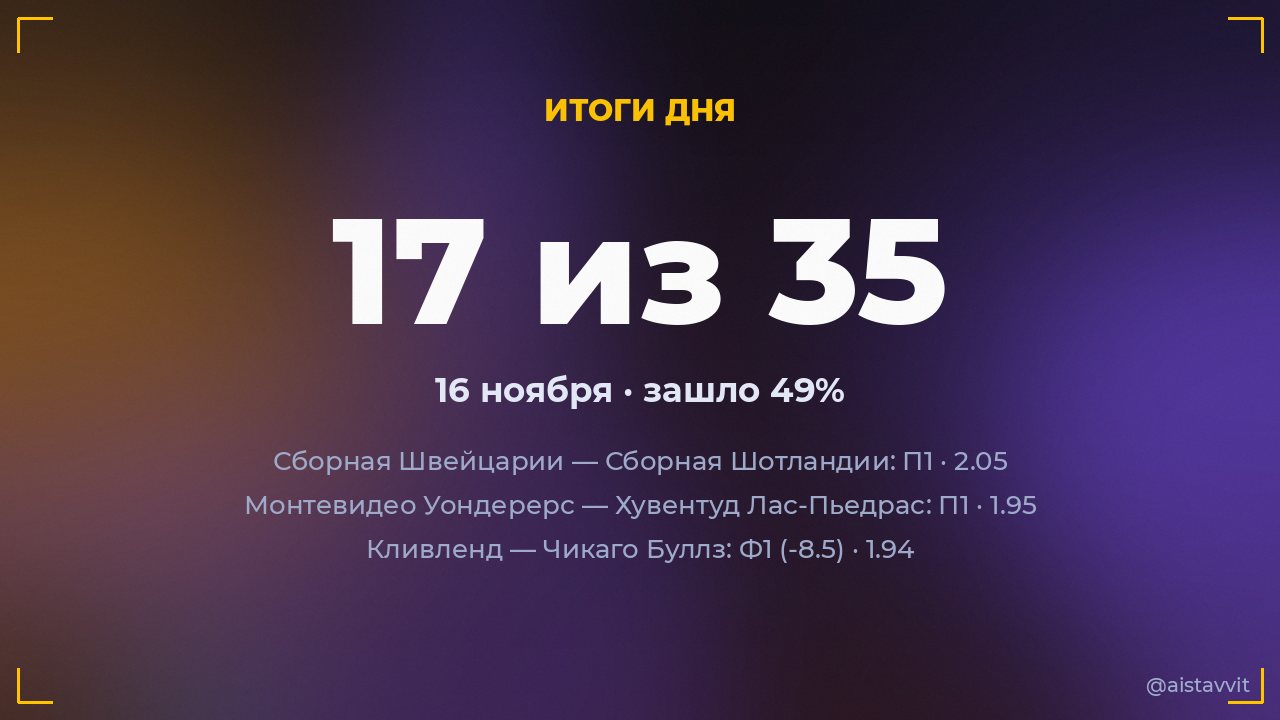 ИТОГИ ДНЯ
17 из 35
16 ноября · зашло 49%
Сборная Швейцарии — Сборная Шотландии: П1 · 2.05
Монтевидео Уондерерс — Хувентуд Лас-Пьедрас: П1 · 1.95
Кливленд — Чикаго Буллз: Ф1 (-8.5) · 1.94
@aistavvit